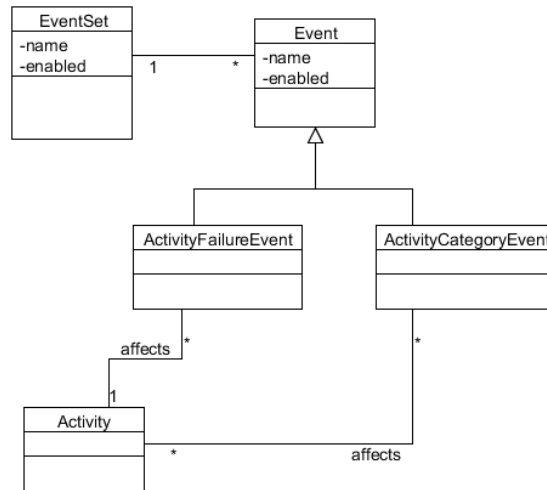 EventSet
-name
-enabled
1
*
Event
-name
-enabled
ActivityFailureEvent
ActivityCategoryEvent
*
affects
1
*
Activity
*
affects